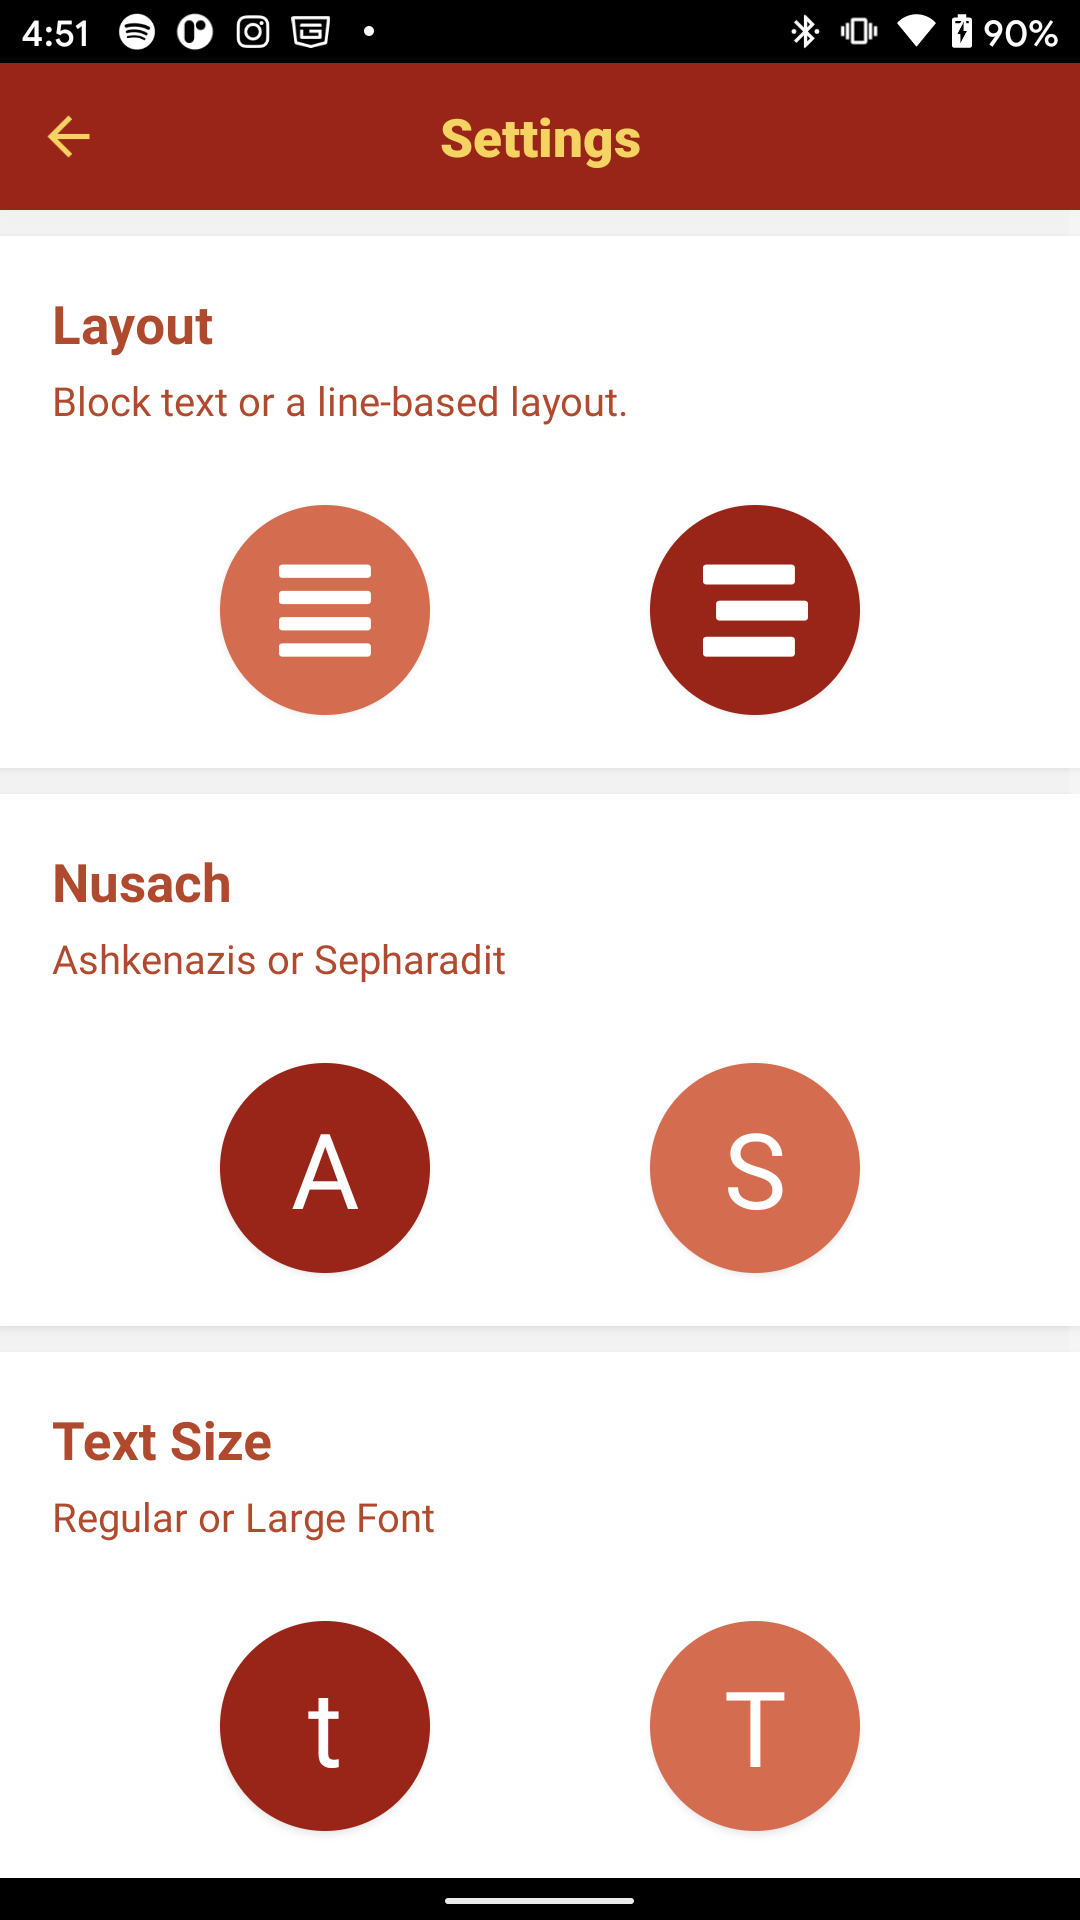 4:51
90%
Settings
Layout
Block text or a line-based layout.
Nusach
Ashkenazis or Sepharadit
A
S
Text Size
Regular or Large Font
t
T